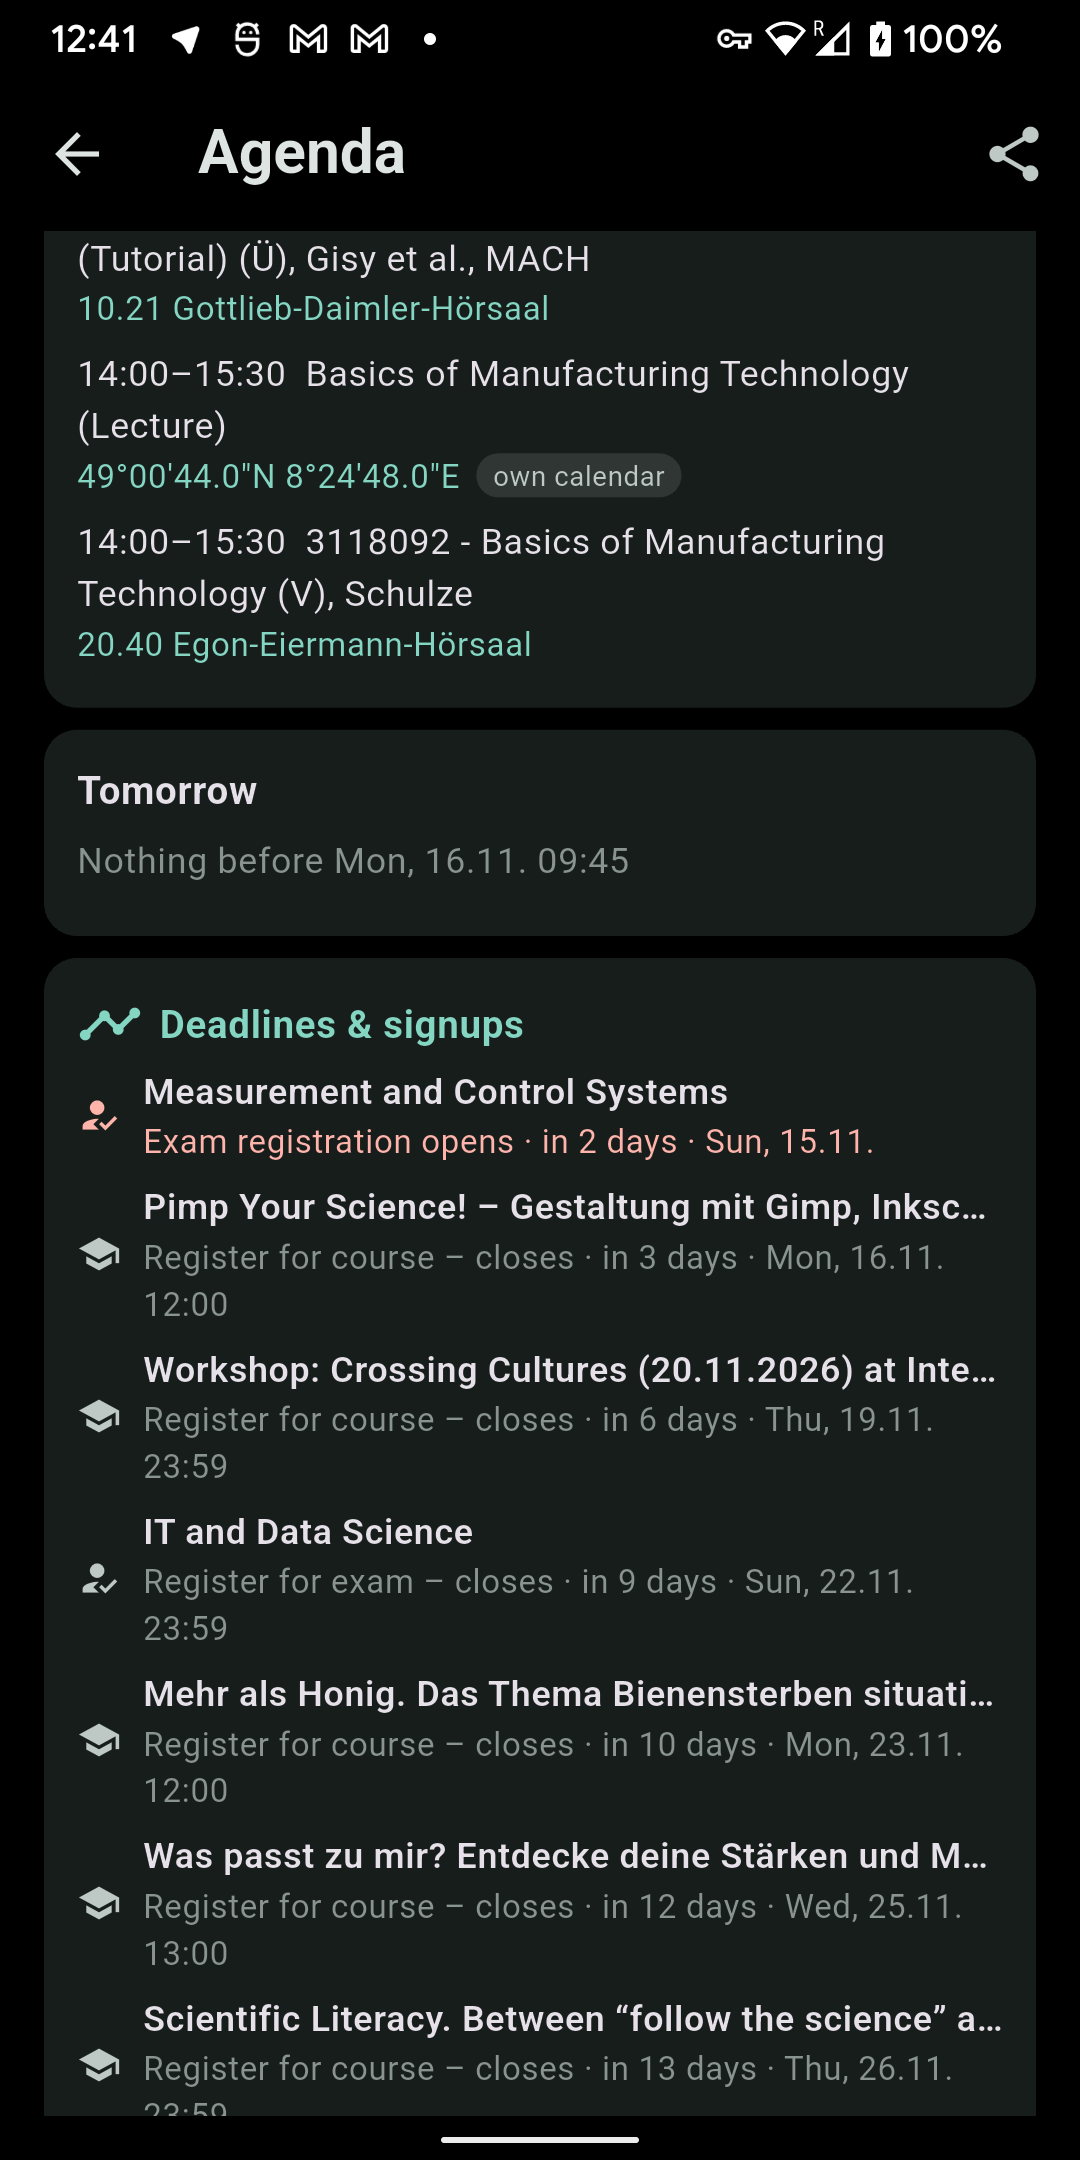 12:41
R
100%
Agenda
(Tutorial) (Ü), Gisy et al., MACH
10.21 Gottlieb-Daimler-Hörsaal
14:00–15:30 Basics of Manufacturing Technology
(Lecture)
49°00'44.0"N 8°24'48.0"E own calendar
14:00–15:30 3118092 - Basics of Manufacturing
Technology (V), Schulze
20.40 Egon-Eiermann-Hörsaal
Tomorrow
Nothing before Mon, 16.11. 09:45
Deadlines & signups
Measurement and Control Systems
Exam registration opens · in 2 days · Sun, 15.11.
Pimp Your Science! – Gestaltung mit Gimp, Inksc…
Register for course – closes · in 3 days · Mon, 16.11.
12:00
Workshop: Crossing Cultures (20.11.2026) at Inte…
Register for course – closes · in 6 days · Thu, 19.11.
23:59
IT and Data Science
Register for exam – closes · in 9 days · Sun, 22.11.
23:59
Mehr als Honig. Das Thema Bienensterben situati…
Register for course – closes · in 10 days · Mon, 23.11.
12:00
Was passt zu mir? Entdecke deine Stärken und M…
Register for course – closes · in 12 days · Wed, 25.11.
13:00
Scientific Literacy. Between “follow the science” a…
Register for course – closes · in 13 days · Thu, 26.11.
23:59